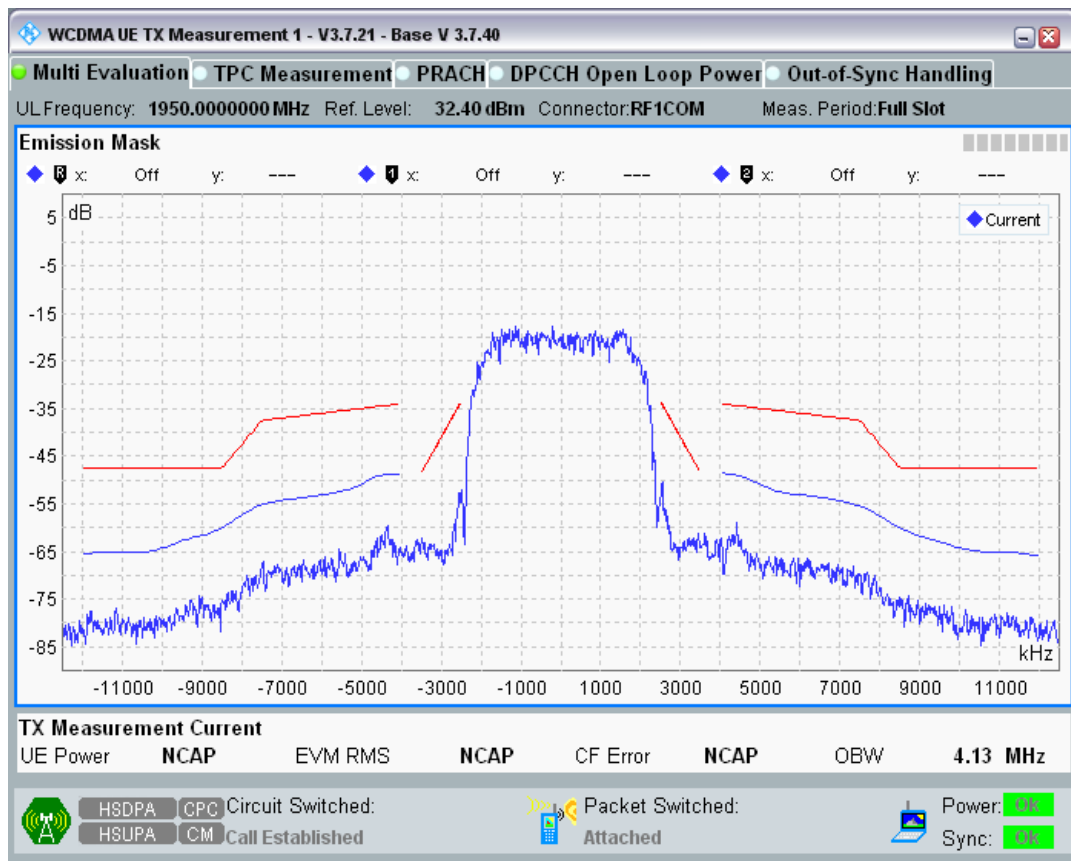 WCDMA UE TX Measurement 1 - V3.7.21 - Base V 3.7.40
Multi Evaluation TPC Measurement PRACH DPCCH Open Loop Power Out-of-Sync Handling
UL Frequency: 1950.0000000 MHz Ref. Level: 32.40 dBm Connector:RF1COM Meas. Period:Full Slot
Emission Mask
R x: Off y: --- 1 x: Off y: --- 2 x: Off y: ---
dB
Current
5
-5
-15
-25
-35
-45
-55
-65
-75
-85
kHz
-11000 -9000 -7000 -5000 -3000 -1000 1000 3000 5000 7000 9000 11000
TX Measurement Current
UE Power NCAP EVM RMS NCAP CF Error NCAP OBW 4.13 MHz
HSDPA CPC Circuit Switched: Packet Switched: Power: Ok
HSUPA CM Call Established Attached Sync: Ok